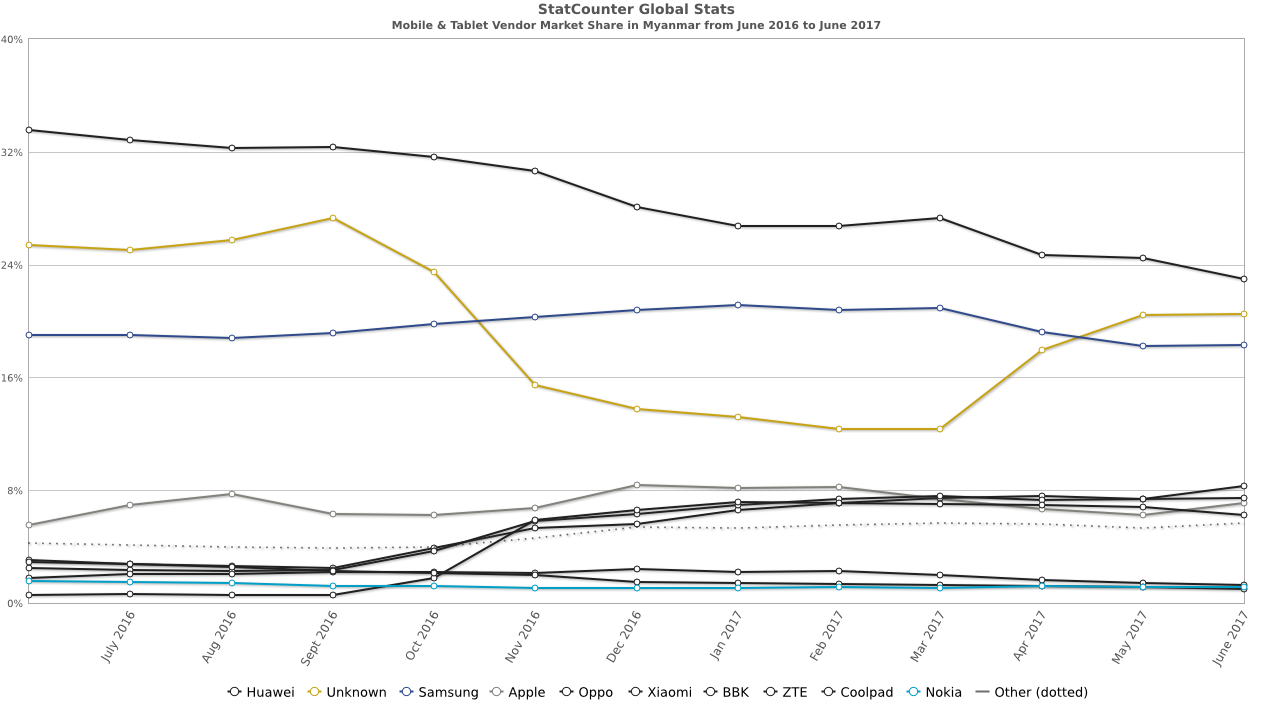 StatCounter Global Stats
Mobile & Tablet Vendor Market Share in Myanmar from June 2016 to June 2017
40%
32%
24%
16%
8%
0%
July 2016
Aug 2016
Sept 2016
Oct 2016
Nov 2016
Dec 2016
Jan 2017
Feb 2017
Mar 2017
Apr 2017
May 2017
June 2017
Huawei Unknown Samsung Apple Oppo Xiaomi BBK ZTE Coolpad Nokia Other (dotted)